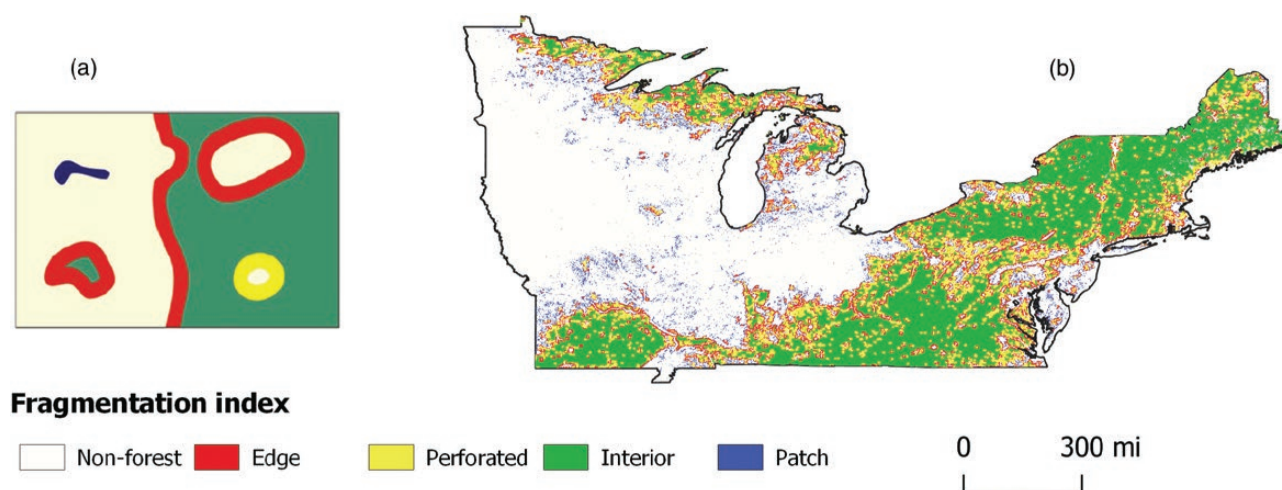 (a)
(b)
Fragmentation index
Non-forest Edge Perforated Interior Patch
0 300 mi